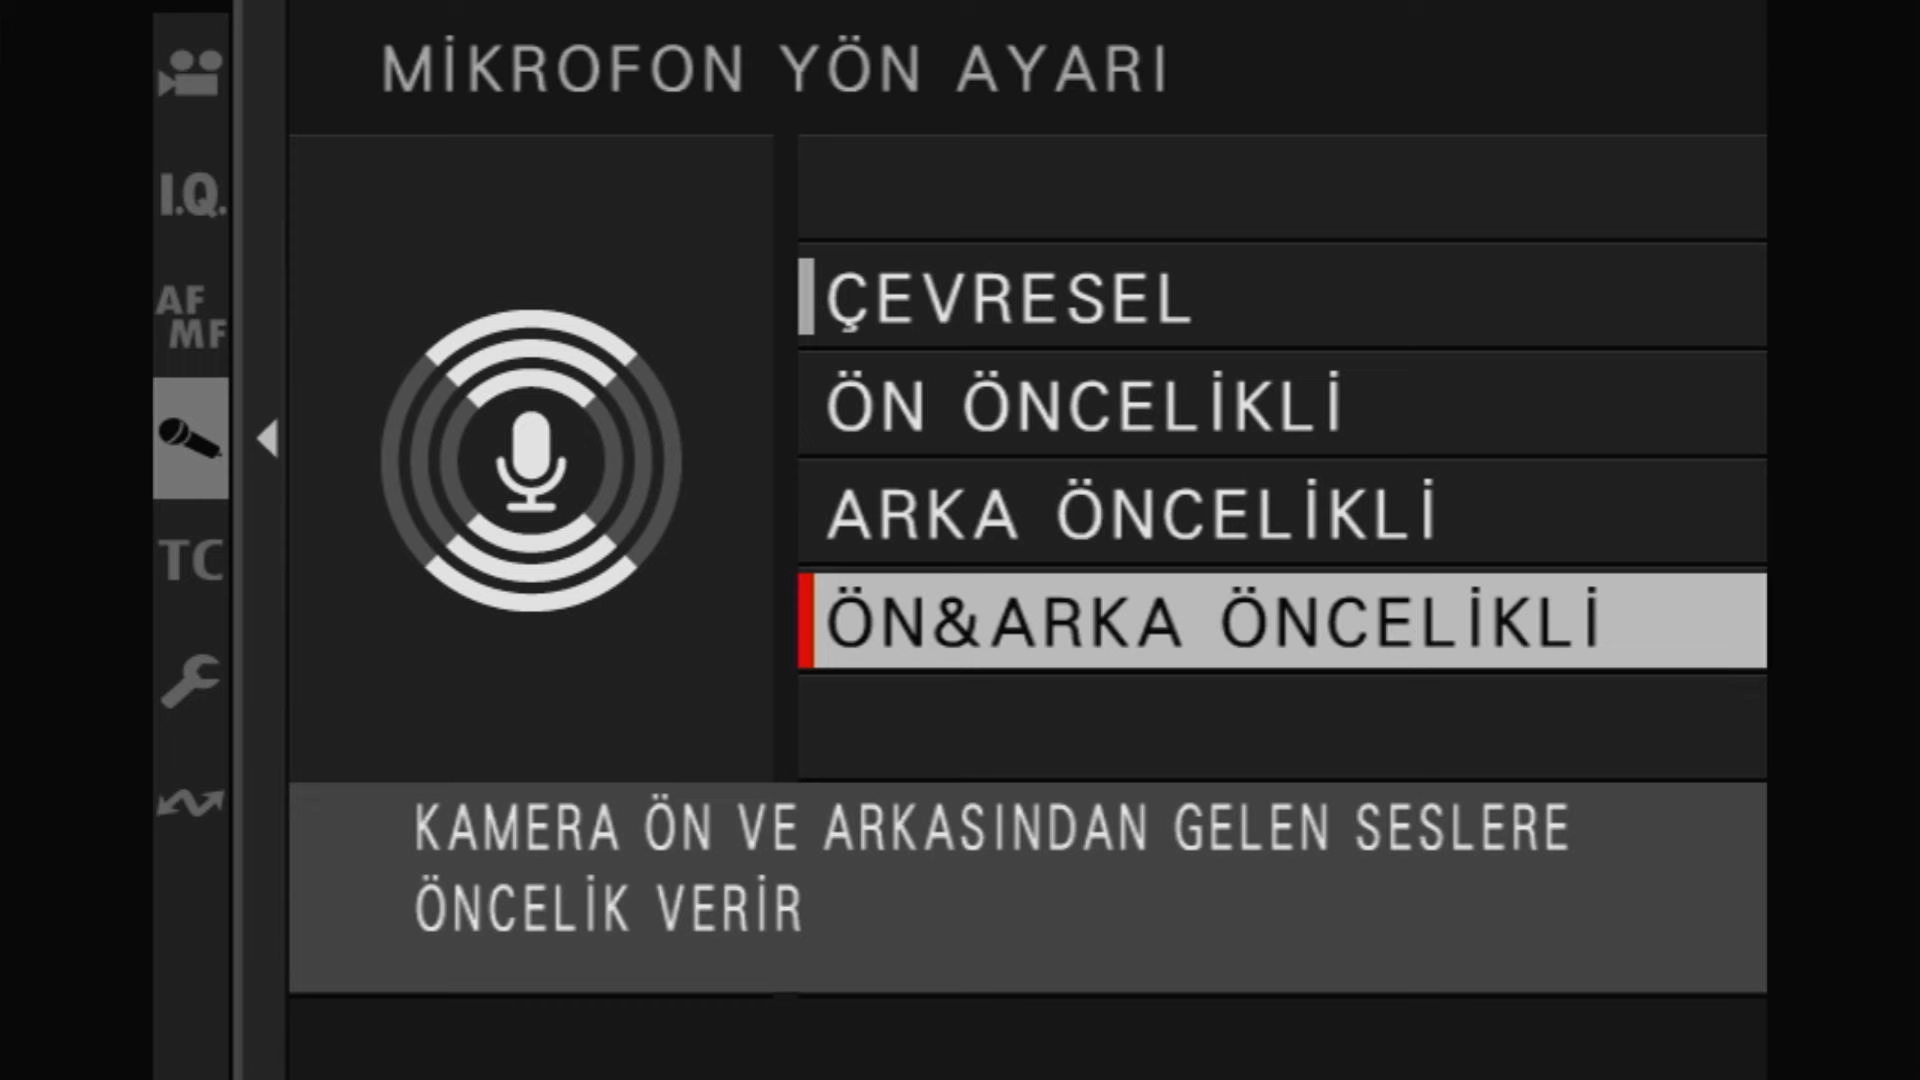 MİKROFON YÖN AYARI
I.Q.
AF
MF
TC
ÇEVRESEL
ÖN ÖNCELİKLİ
ARKA ÖNCELİKLİ
ÖN&ARKA ÖNCELİKLİ
KAMERA ÖN VE ARKASINDAN GELEN SESLERE
ÖNCELİK VERİR